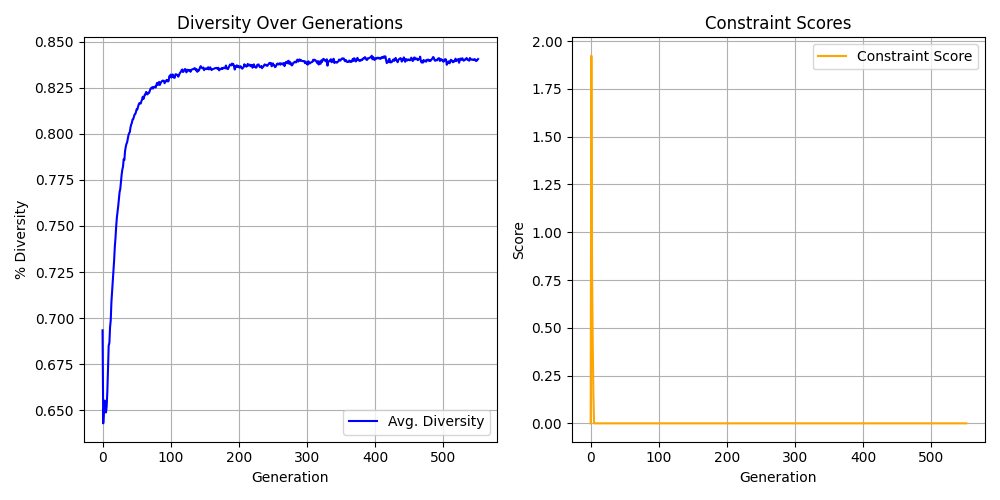 Diversity Over Generations
% Diversity
0.850
0.825
0.800
0.775
0.750
0.725
0.700
0.675
0.650
0 100 200 300 400 500
Generation
Avg. Diversity
Constraint Scores
Score
2.00
1.75
1.50
1.25
1.00
0.75
0.50
0.25
0.00
0 100 200 300 400 500
Generation
Constraint Score